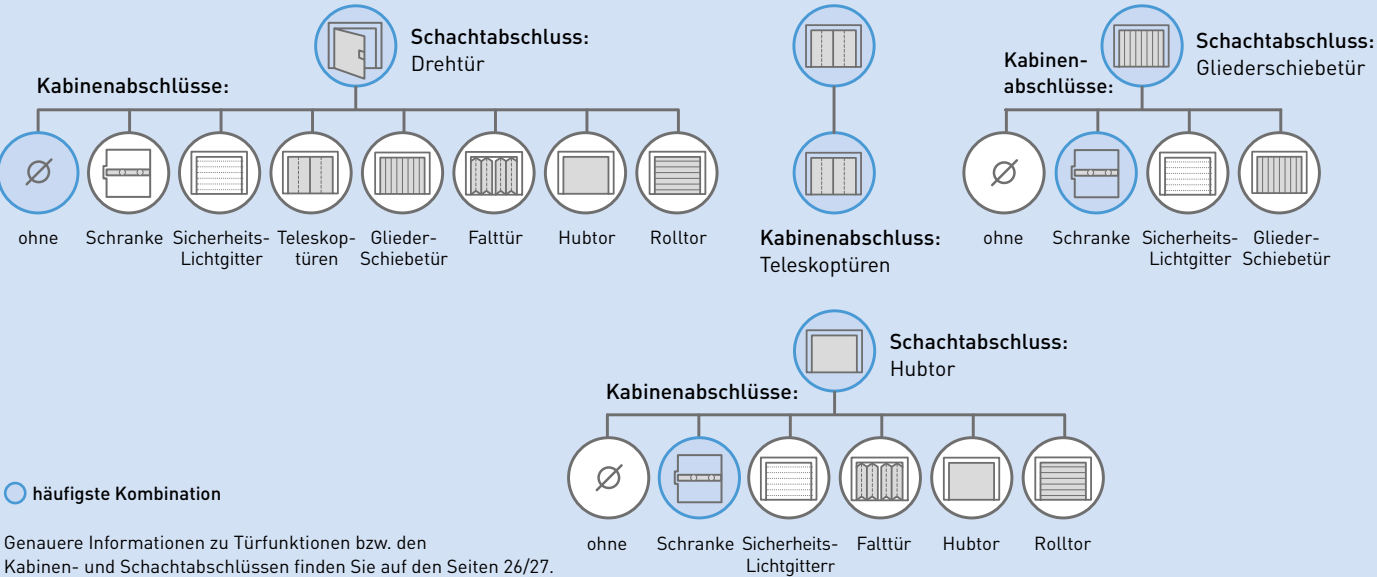 Schachtabschluss:
Drehtür
Kabinenabschlüsse:
ohne
Schranke
Sicherheits-
Lichtgitter
Teleskop-
türen
Glieder-
Schiebetür
Falttür
Hubtor
Rolltor
Kabinenabschluss:
Teleskoptüren
Schachtabschluss:
Gliederschiebetür
Kabinen-
abschlüsse:
ohne
Schranke
Sicherheits-
Lichtgitter
Glieder-
Schiebetür
Schachtabschluss:
Hubtor
Kabinenabschlüsse:
ohne
Schranke
Sicherheits-
Lichtgitterr
Falttür
Hubtor
Rolltor
häufigste Kombination
Genauere Informationen zu Türfunktionen bzw. den
Kabinen- und Schachtabschlüssen finden Sie auf den Seiten 26/27.